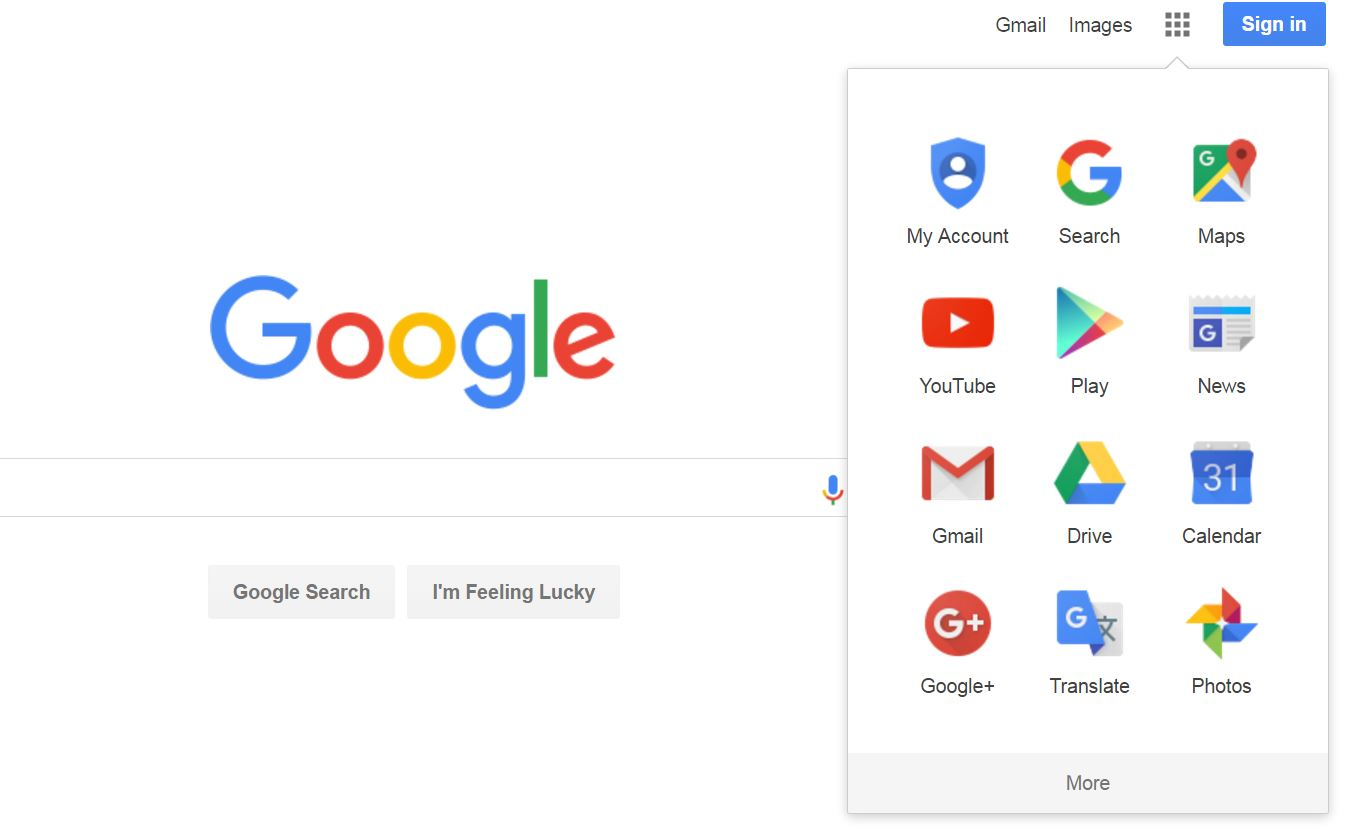 Gmail Images Sign in
Google
Google Search I'm Feeling Lucky
G
My Account Search Maps
YouTube Play News
G
31
Gmail Drive Calendar
G+
G 文
Google+ Translate Photos
More